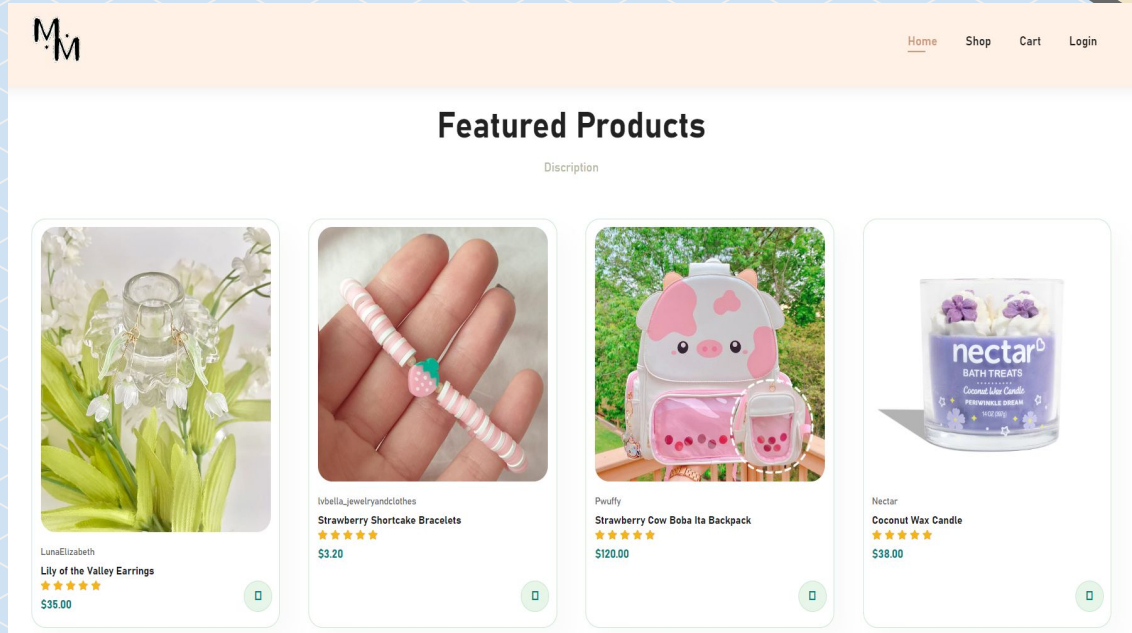 MM
Home Shop Cart Login
Featured Products
Discription
LunaElizabeth
Lily of the Valley Earrings
$35.00
lvbella_jewelryandclothes
Strawberry Shortcake Bracelets
$3.20
Pwuffy
Strawberry Cow Boba Ita Backpack
$120.00
nectar
BATH TREATS
Coconut Wax Candle
PERIWINKLE DREAM
Nectar
Coconut Wax Candle
$38.00